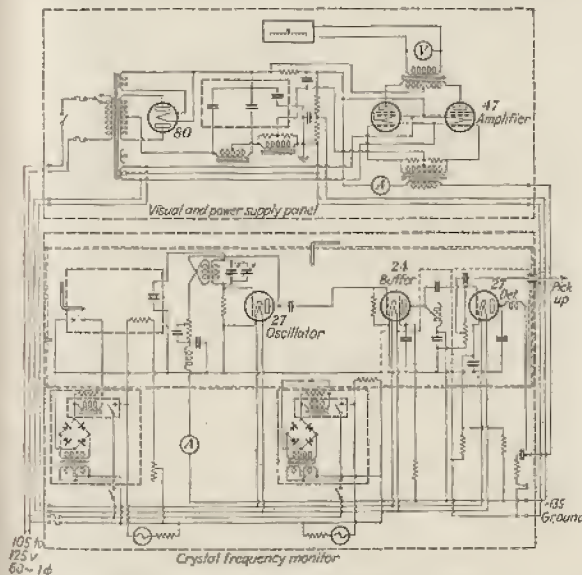 V
80
47
Amplifier
A
Visual and power supply panel
24
Buffer
27
Det.
Pick
up
27
Oscillator
A
+135
Ground
105 to
125 v
60~1ϕ
Crystal frequency monitor